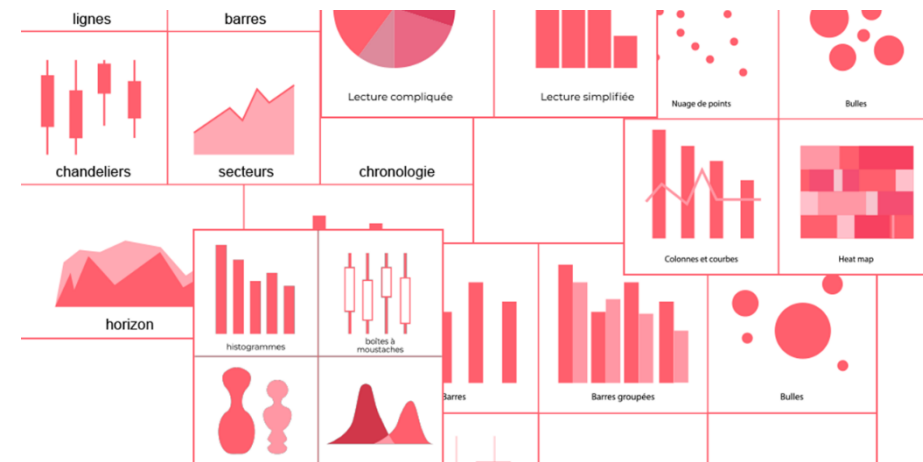 lignes
barres
Lecture compliquée
Lecture simplifiée
Nuage de points
Bulles
chandeliers
secteurs
chronologie
Colonnes et courbes
Heat map
horizon
histogrammes
boîtes à
moustaches
Barres
Barres groupées
Bulles